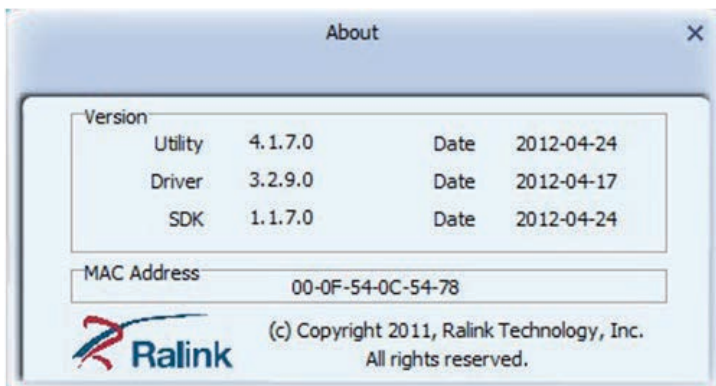 About
Version
Utility 4.1.7.0 Date 2012-04-24
Driver 3.2.9.0 Date 2012-04-17
SDK 1.1.7.0 Date 2012-04-24
MAC Address
00-0F-54-0C-54-78
Ralink
(c) Copyright 2011, Ralink Technology, Inc.
All rights reserved.